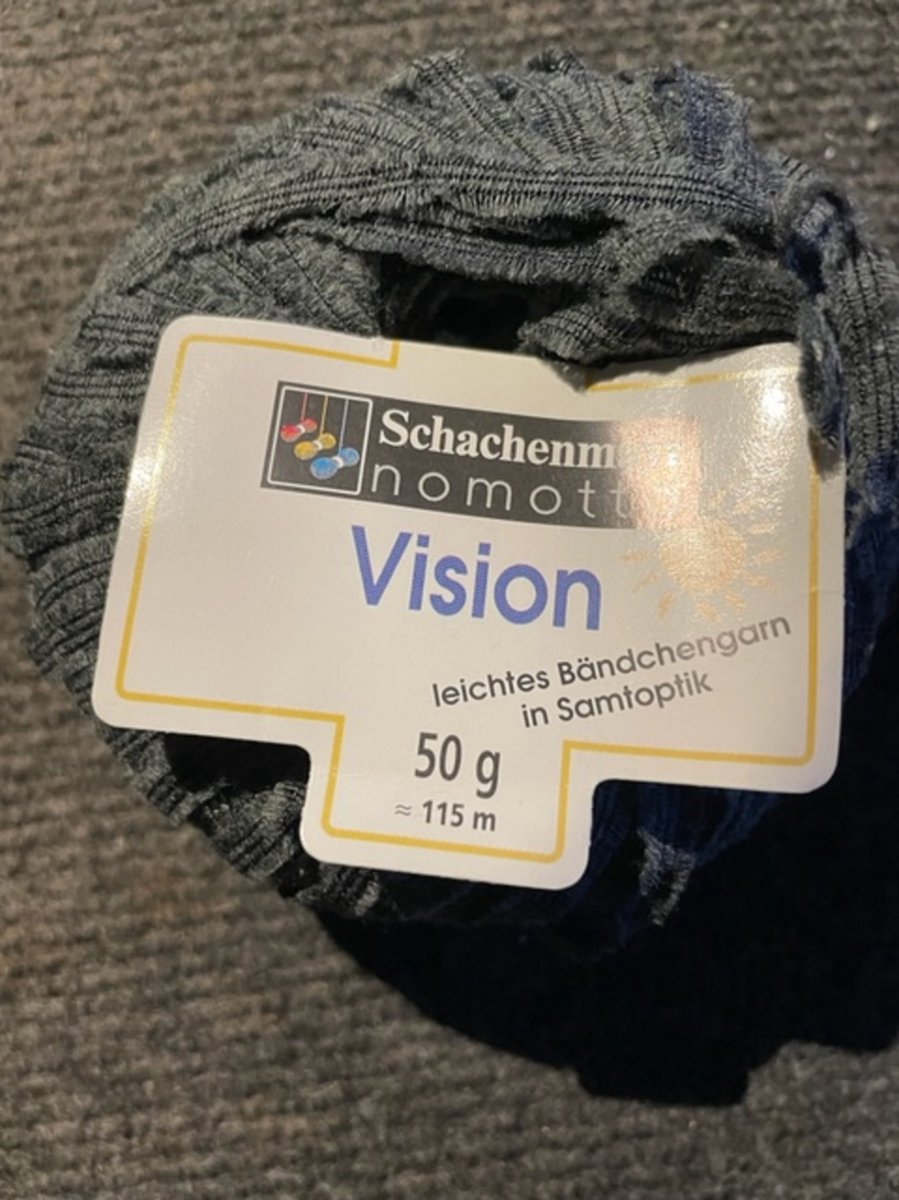 Schachenm
nomott
Vision
leichtes Bändchengarn
in Samtoptik
50 g
≈ 115 m